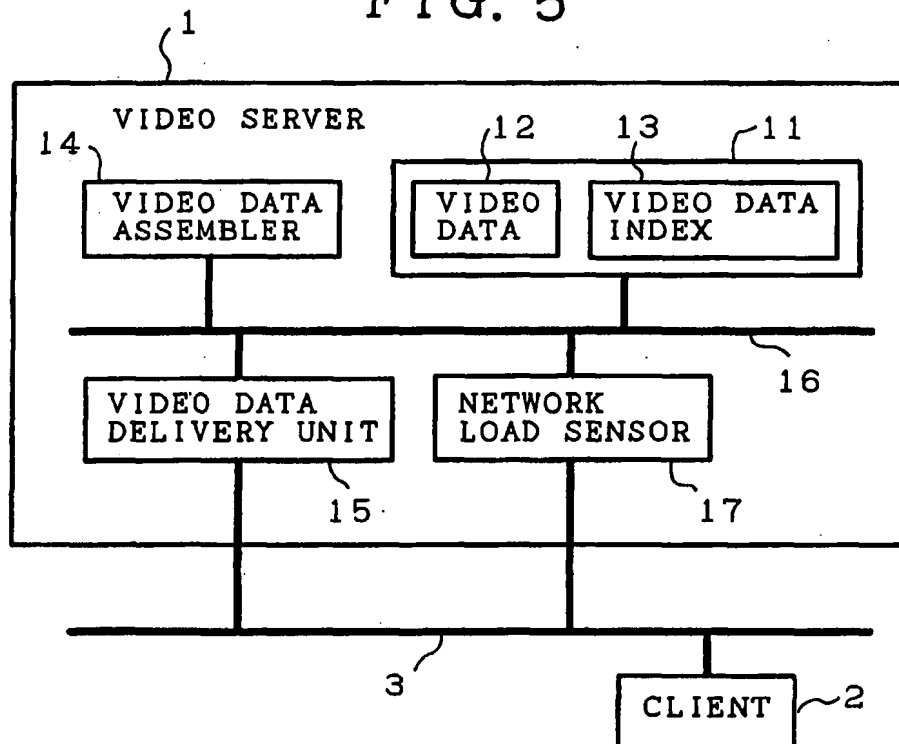 FIG. 5
1
VIDEO SERVER
14
12
13
11
VIDEO DATA
ASSEMBLER
VIDEO
DATA
VIDEO DATA
INDEX
16
VIDEO DATA
DELIVERY UNIT
NETWORK
LOAD SENSOR
15
17
3
CLIENT
2